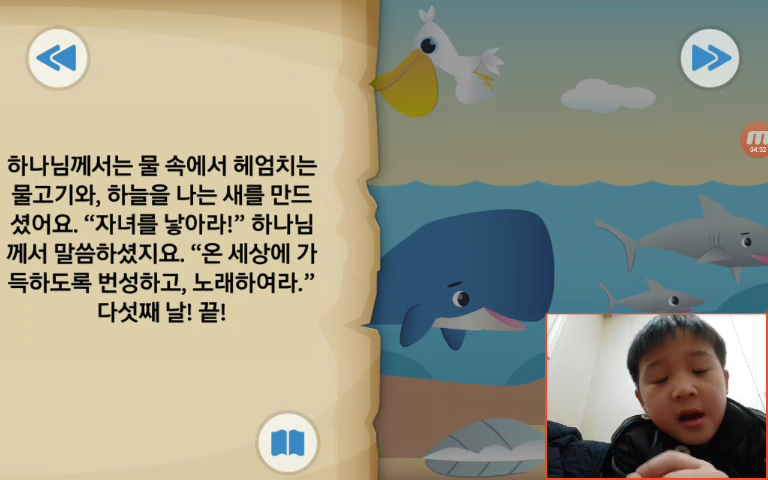 하나님께서는 물 속에서 헤엄치는
물고기와, 하늘을 나는 새를 만드
셨어요. “자녀를 낳아라!” 하나님
께서 말씀하셨지요. “온 세상에 가
득하도록 번성하고, 노래하여라.”
다섯째 날! 끝!
04:52